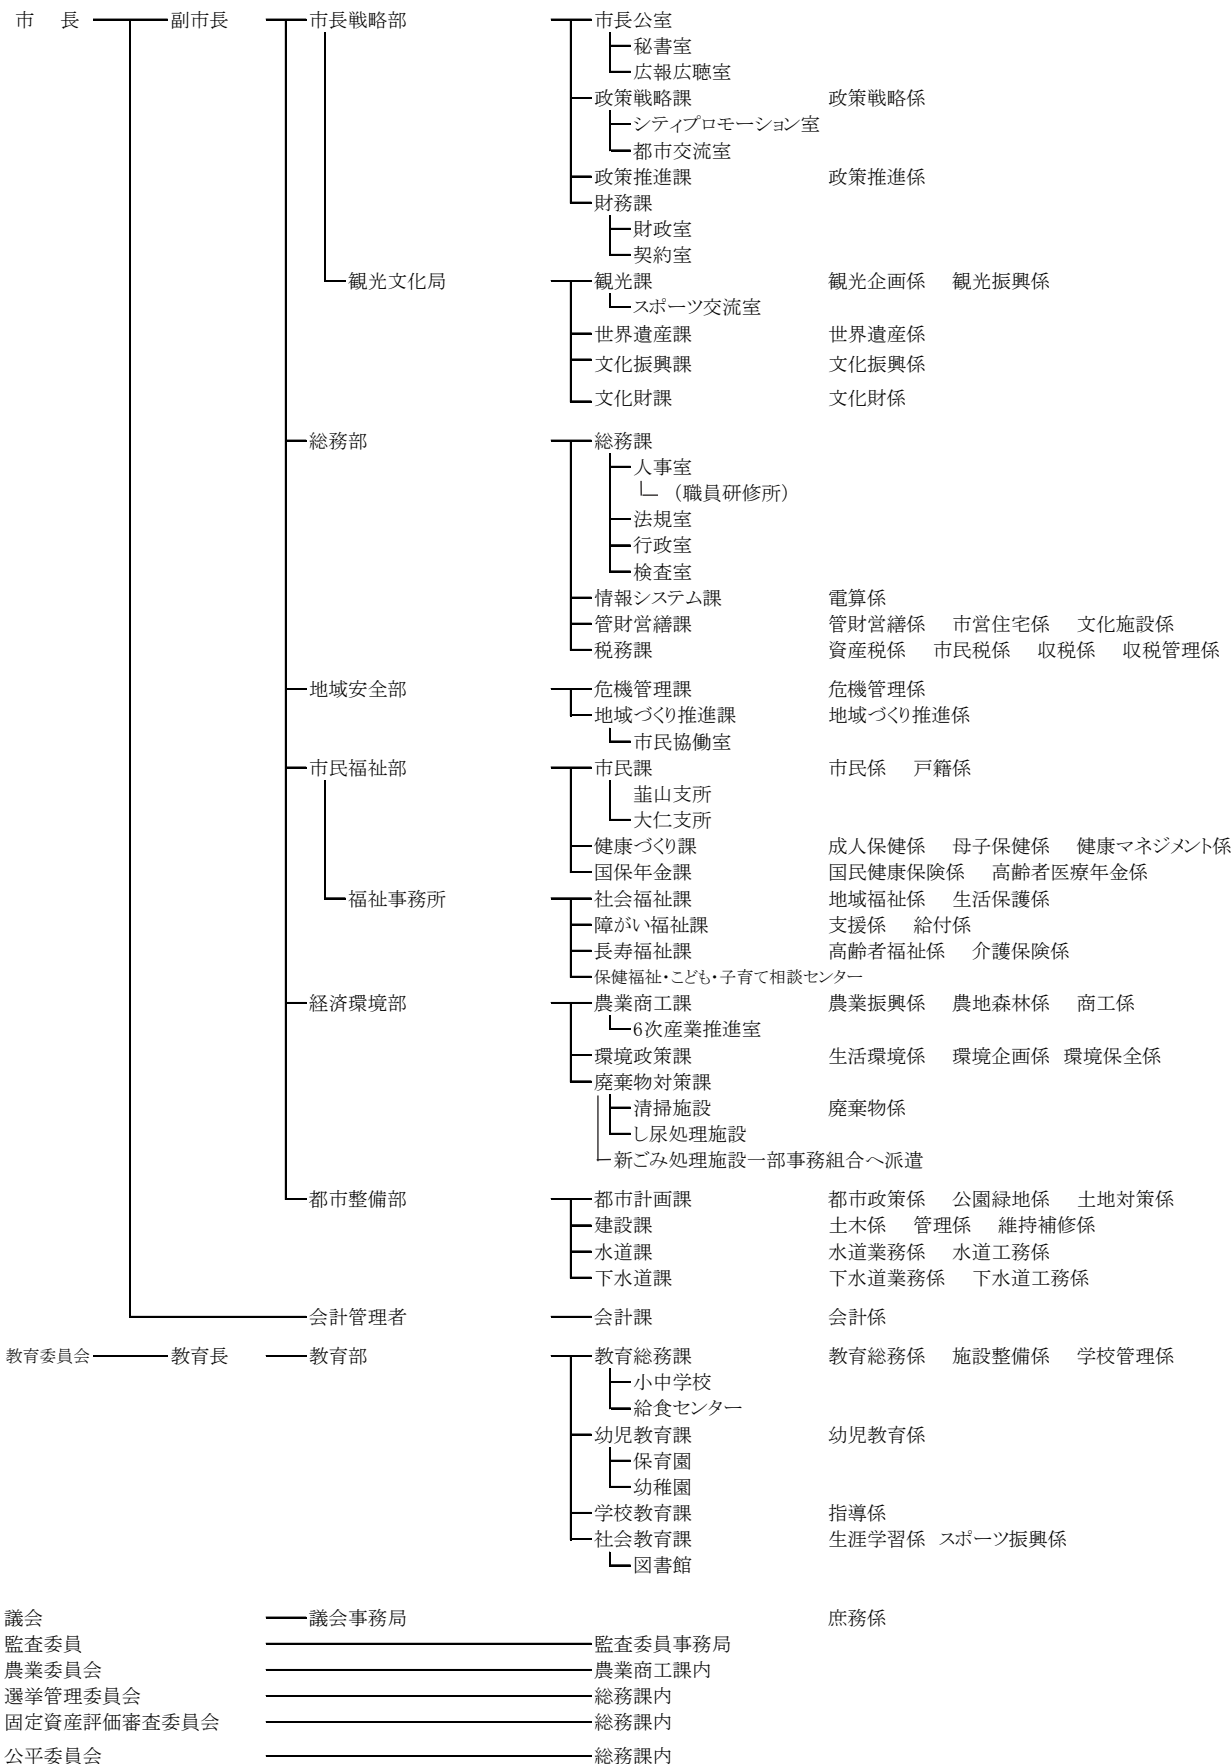 市 長 副市長 市長戦略部 市長公室
秘書室
広報広聴室
政策戦略課 政策戦略係
シティプロモーション室
都市交流室
政策推進課 政策推進係
財務課
財政室
契約室
観光文化局 観光課 観光企画係 観光振興係
スポーツ交流室
世界遺産課 世界遺産係
文化振興課 文化振興係
文化財課 文化財係
総務部 総務課
人事室
(職員研修所)
法規室
行政室
検査室
情報システム課 電算係
管財営繕課 管財営繕係 市営住宅係 文化施設係
税務課 資産税係 市民税係 収税係 収税管理係
地域安全部 危機管理課 危機管理係
地域づくり推進課 地域づくり推進係
市民協働室
市民福祉部 市民課 市民係 戸籍係
韮山支所
大仁支所
健康づくり課 成人保健係 母子保健係 健康マネジメント係
国保年金課 国民健康保険係 高齢者医療年金係
福祉事務所 社会福祉課 地域福祉係 生活保護係
障がい福祉課 支援係 給付係
長寿福祉課 高齢者福祉係 介護保険係
保健福祉・こども・子育て相談センター
経済環境部 農業商工課 農業振興係 農地森林係 商工係
6次産業推進室
環境政策課 生活環境係 環境企画係 環境保全係
廃棄物対策課
清掃施設 廃棄物係
し尿処理施設
新ごみ処理施設一部事務組合へ派遣
都市整備部 都市計画課 都市政策係 公園緑地係 土地対策係
建設課 土木係 管理係 維持補修係
水道課 水道業務係 水道工務係
下水道課 下水道業務係 下水道工務係
会計管理者 会計課 会計係
教育委員会 教育長 教育部 教育総務課 教育総務係 施設整備係 学校管理係
小中学校
給食センター
幼児教育課 幼児教育係
保育園
幼稚園
学校教育課 指導係
社会教育課 生涯学習係 スポーツ振興係
図書館
議会 議会事務局 庶務係
監査委員 監査委員事務局
農業委員会 農業商工課内
選挙管理委員会 総務課内
固定資産評価審査委員会 総務課内
公平委員会 総務課内